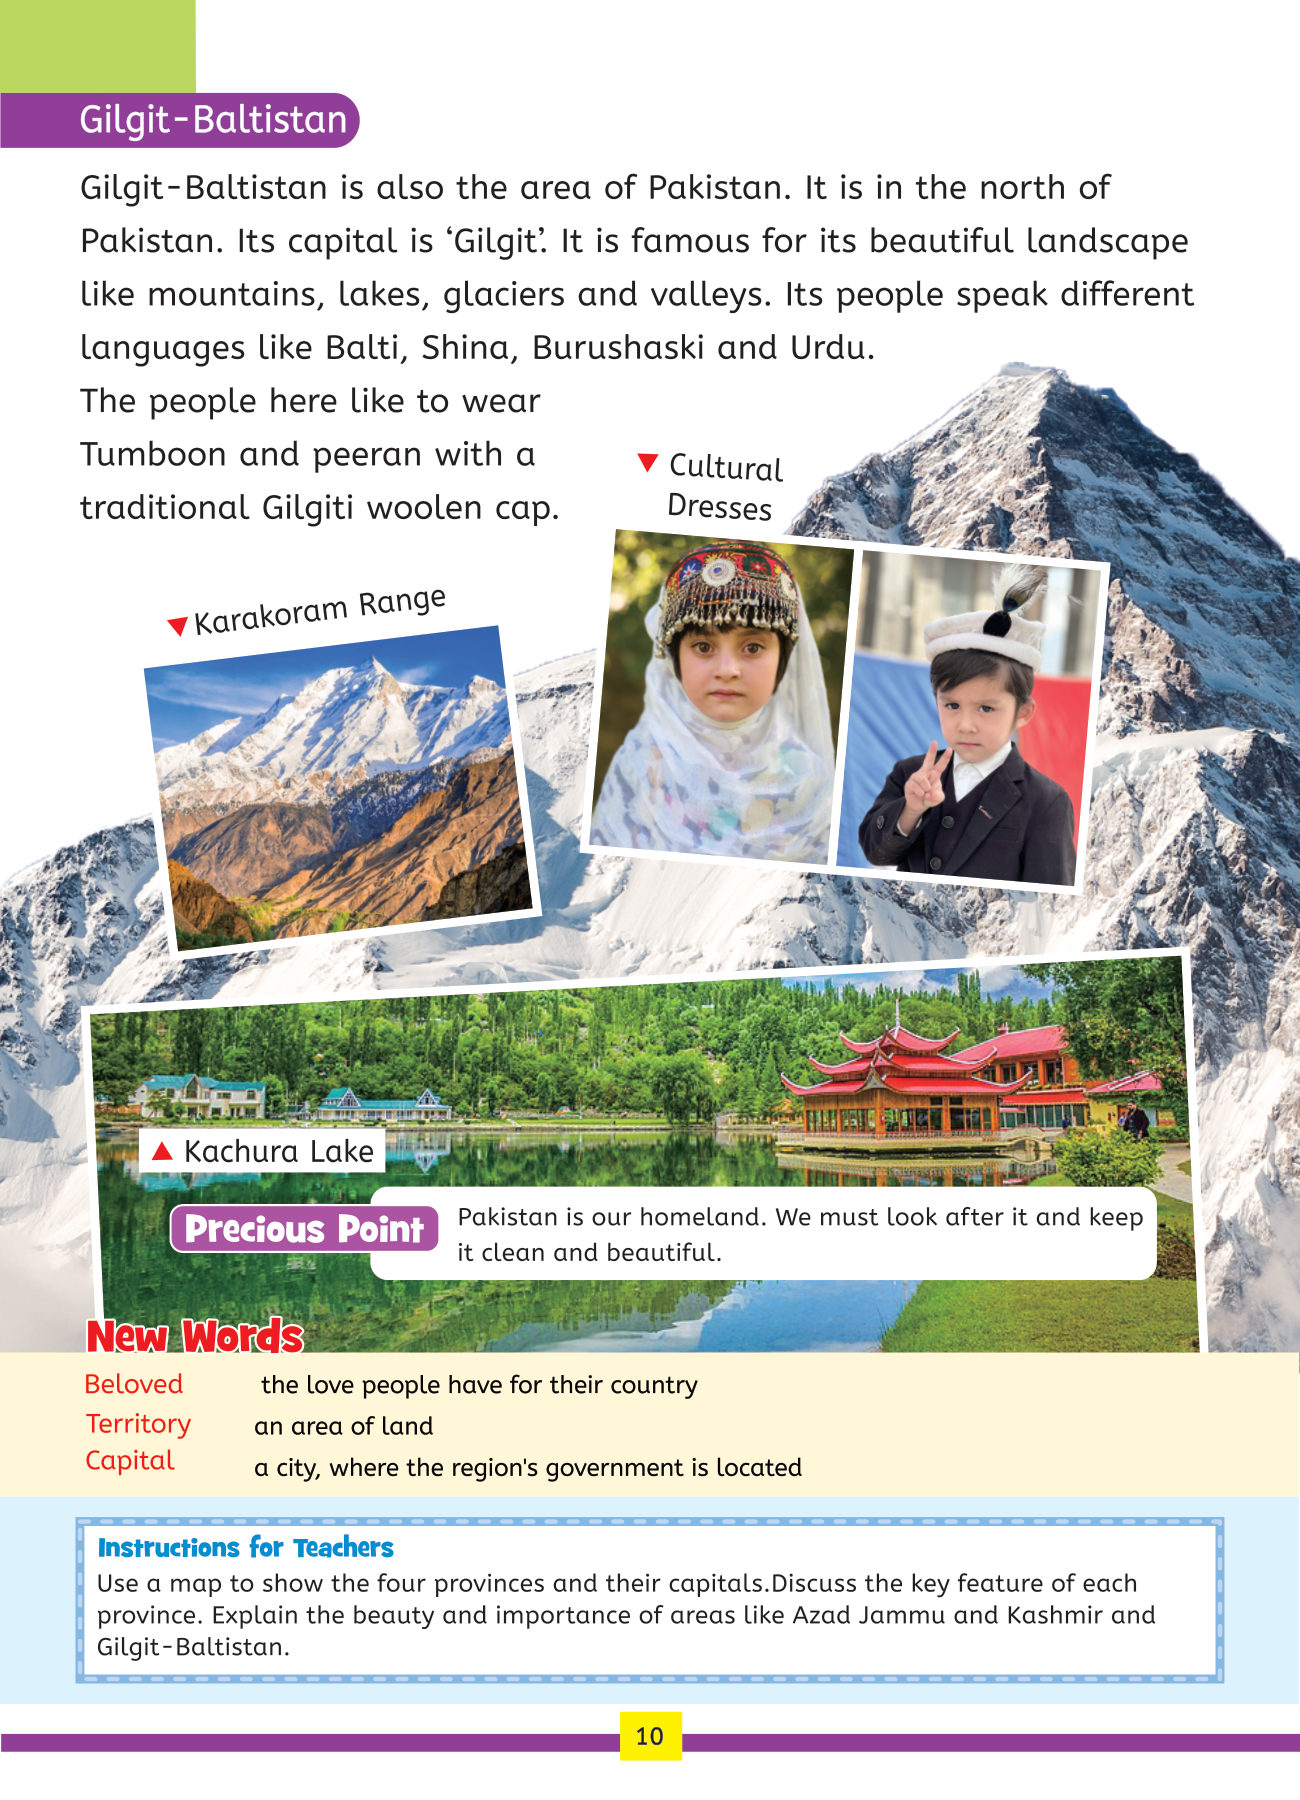 Gilgit-Baltistan
Gilgit-Baltistan is also the area of Pakistan. It is in the north of
Pakistan. Its capital is ‘Gilgit’. It is famous for its beautiful landscape
like mountains, lakes, glaciers and valleys. Its people speak different
languages like Balti, Shina, Burushaski and Urdu.
The people here like to wear
Tumboon and peeran with a
traditional Gilgiti woolen cap.
Cultural
Dresses
Karakoram Range
Kachura Lake
Precious Point
Pakistan is our homeland. We must look after it and keep
it clean and beautiful.
New Words
Beloved the love people have for their country
Territory an area of land
Capital a city, where the region's government is located
Instructions for Teachers
Use a map to show the four provinces and their capitals.Discuss the key feature of each
province. Explain the beauty and importance of areas like Azad Jammu and Kashmir and
Gilgit-Baltistan.
10